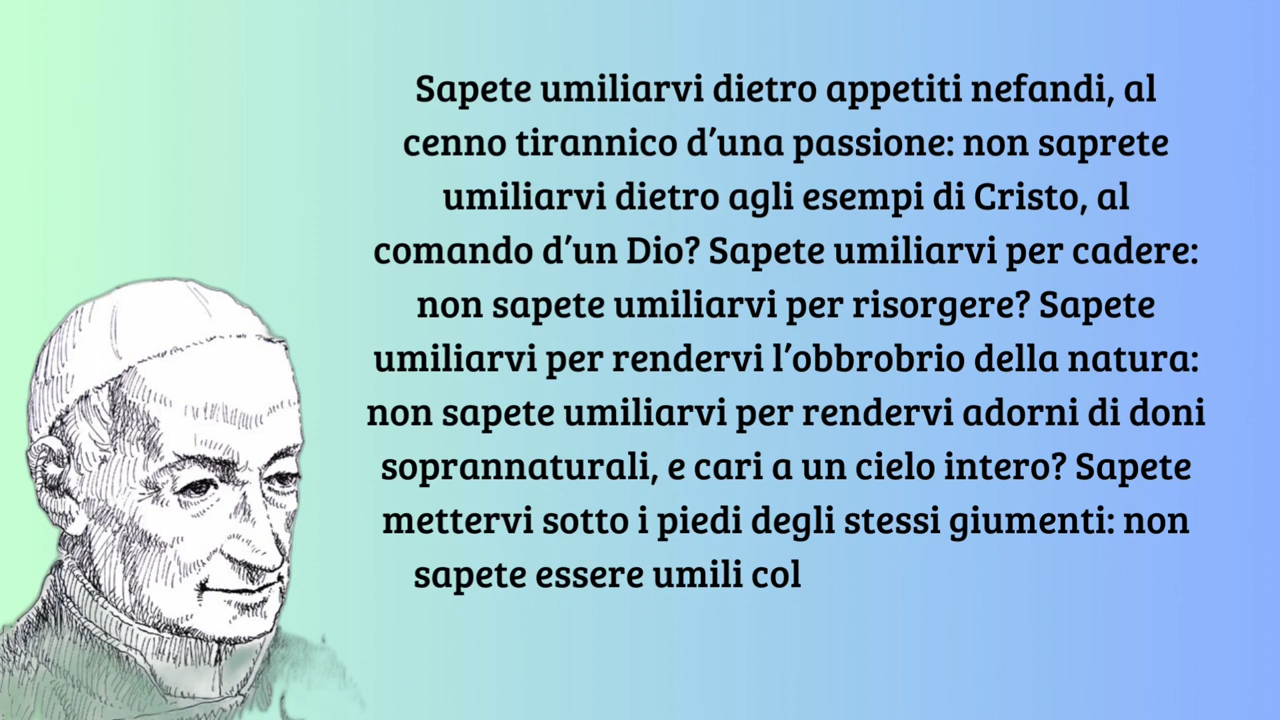 Sapete umiliarvi dietro appetiti nefandi, al
cenno tirannico d’una passione: non saprete
umiliarvi dietro agli esempi di Cristo, al
comando d’un Dio? Sapete umiliarvi per cadere:
non sapete umiliarvi per risorgere? Sapete
umiliarvi per rendervi l’obbrobrio della natura:
non sapete umiliarvi per rendervi adorni di doni
soprannaturali, e cari a un cielo intero? Sapete
mettervi sotto i piedi degli stessi giumenti: non
sapete essere umili col